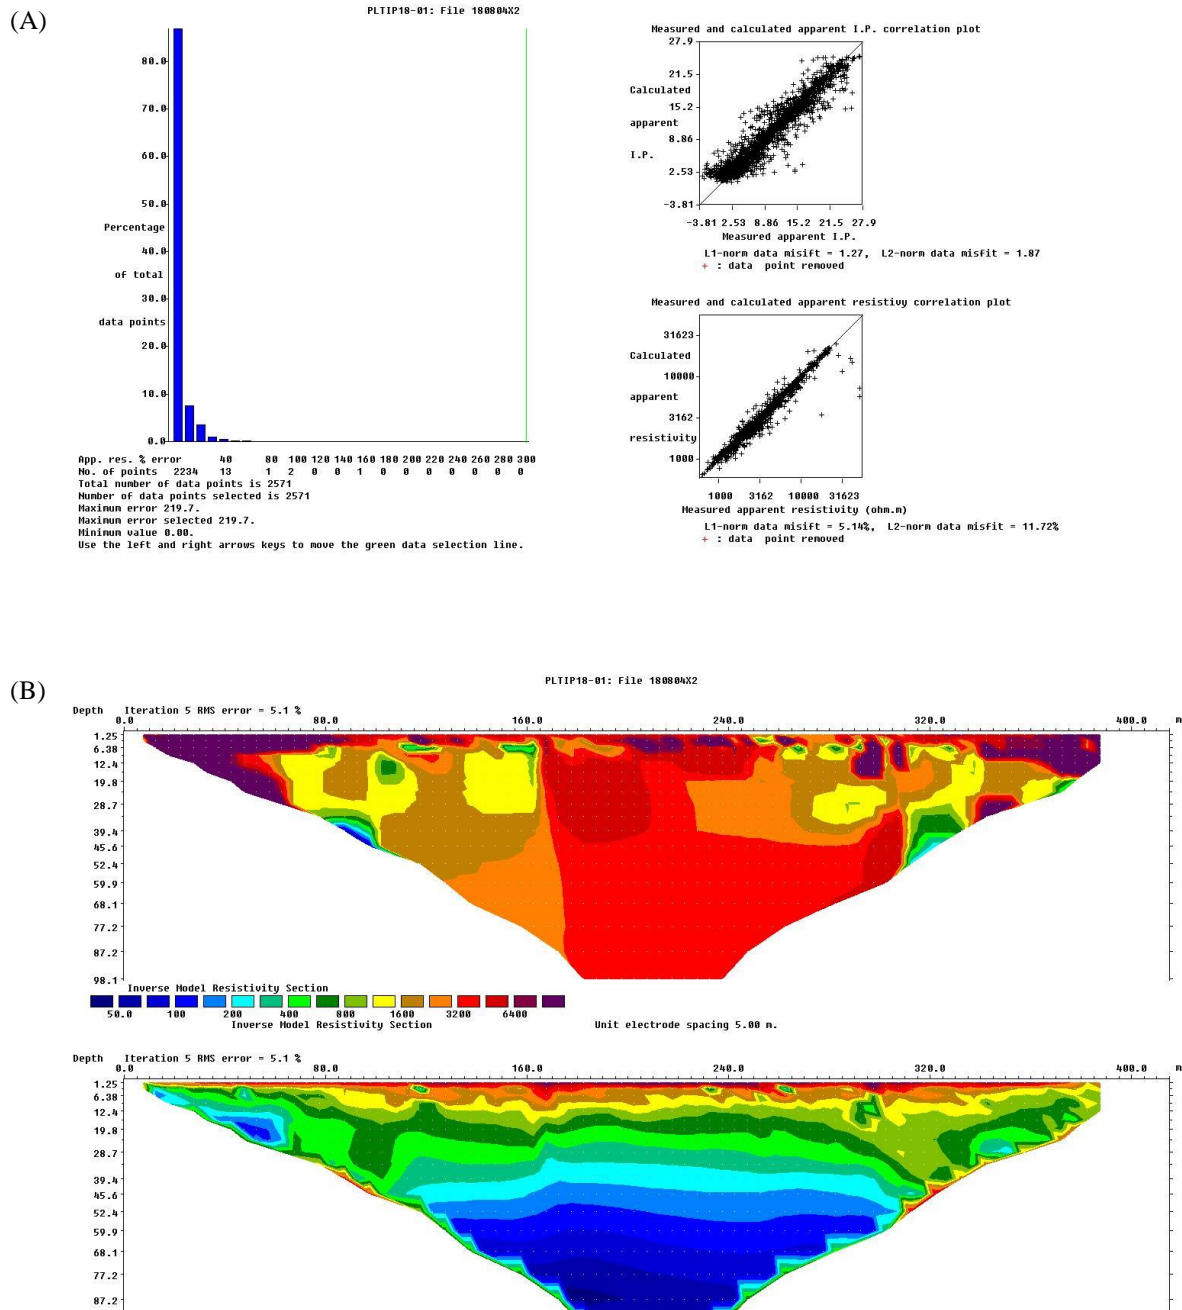 (A)
PLTIP18-01: File 180804X2
80.0
70.0
60.0
50.0
Percentage
40.0
of total
30.0
data points
20.0
10.0
0.0
App. res. % error 40 80 100 120 140 160 180 200 220 240 260 280 300
No. of points 2234 13 1 2 0 0 1 0 0 0 0 0 0 0
Total number of data points is 2571
Number of data points selected is 2571
Maximum error 219.7.
Maximum error selected 219.7.
Minimum value 0.00.
Use the left and right arrows keys to move the green data selection line.
Measured and calculated apparent I.P. correlation plot
27.9
21.5
Calculated
15.2
apparent
8.86
I.P.
2.53
-3.81
-3.81 2.53 8.86 15.2 21.5 27.9
Measured apparent I.P.
L1-norm data misift = 1.27, L2-norm data misfit = 1.87
+ : data point removed
Measured and calculated apparent resistivy correlation plot
31623
Calculated
10000
apparent
3162
resistivity
1000
1000 3162 10000 31623
Measured apparent resistivity (ohm.m)
L1-norm data misift = 5.14%, L2-norm data misfit = 11.72%
+ : data point removed
(B)
PLTIP18-01: File 180804X2
Depth Iteration 5 RMS error = 5.1 %
0.0 80.0 160.0 240.0 320.0 400.0 m
1.25
6.38
12.4
19.8
28.7
39.4
45.6
52.4
59.9
68.1
77.2
87.2
98.1
Inverse Model Resistivity Section
50.0 100 200 400 800 1600 3200 6400
Inverse Model Resistivity Section Unit electrode spacing 5.00 m.
Depth Iteration 5 RMS error = 5.1 %
0.0 80.0 160.0 240.0 320.0 400.0 m
1.25
6.38
12.4
19.8
28.7
39.4
45.6
52.4
59.9
68.1
77.2
87.2